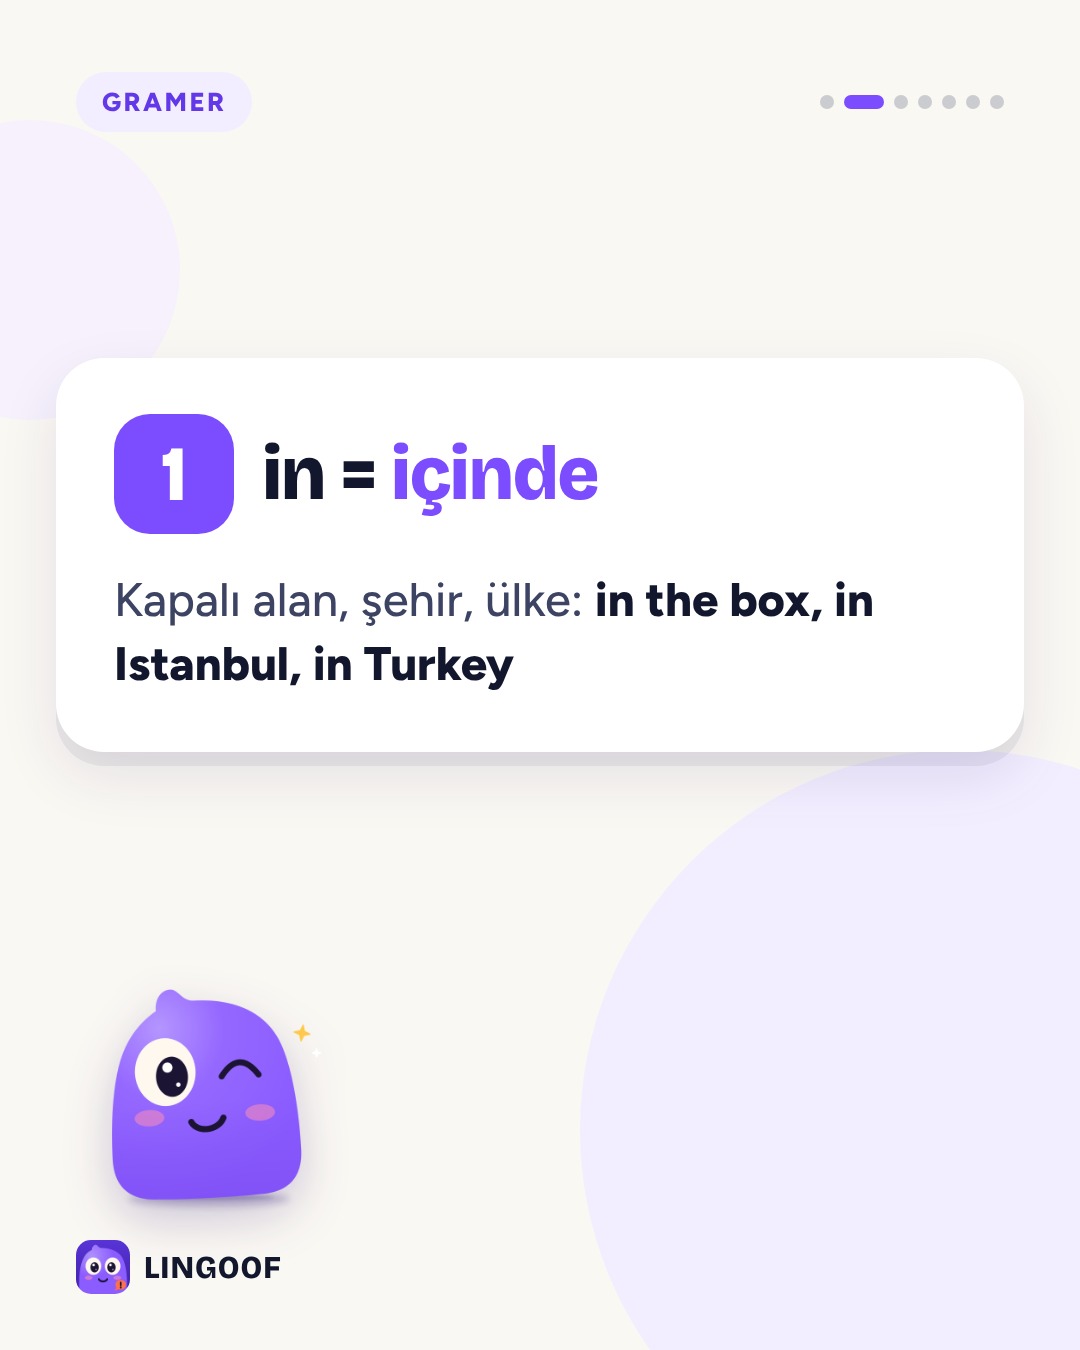 GRAMER
1
in = içinde
Kapalı alan, şehir, ülke: in the box, in
Istanbul, in Turkey
LINGOOF